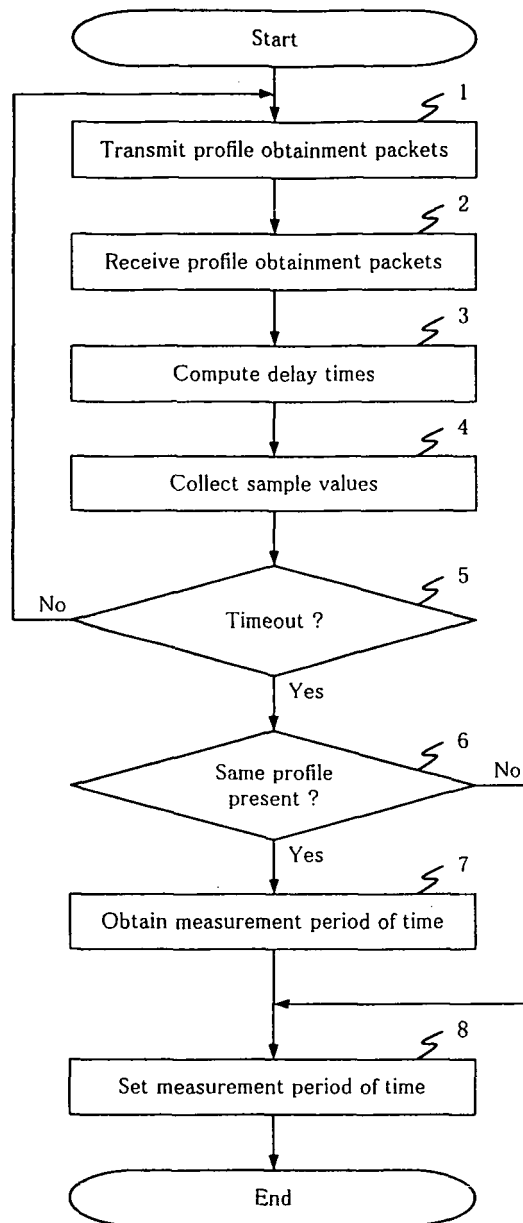 Start
1
Transmit profile obtainment packets
2
Receive profile obtainment packets
3
Compute delay times
4
Collect sample values
5
No
Timeout ?
Yes
6
Same profile
present ?
No
Yes
7
Obtain measurement period of time
8
Set measurement period of time
End